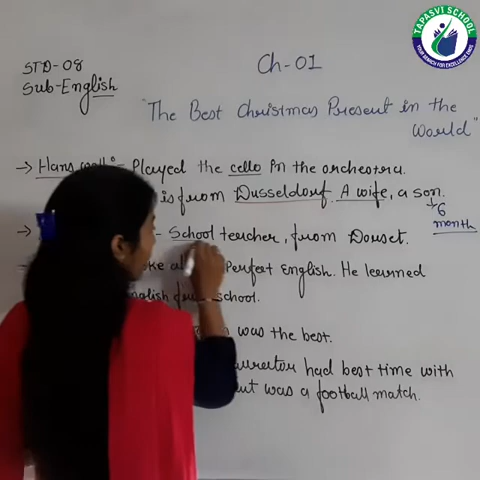 TAPASVI SCHOOL
STD-08
Ch-01
Sub-English
"The Best Christmas Present in the
World"
→ Hans wolf:- Played the cello in the orchestra.
is from Dusseldorf. A wife, a son.
6
month
→ - School teacher, from Dorset.
Perfect English. He learned
English from School.
was the best.
had best time with
was a football match.